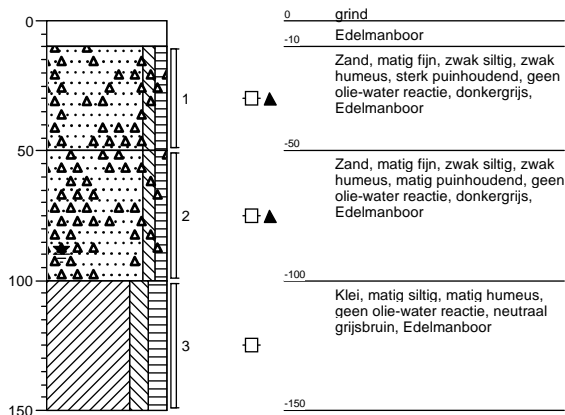 0
0
grind
-10
Edelmanboor
Zand, matig fijn, zwak siltig, zwak
humeus, sterk puinhoudend, geen
olie-water reactie, donkergrijs,
Edelmanboor
1
50
-50
Zand, matig fijn, zwak siltig, zwak
humeus, matig puinhoudend, geen
olie-water reactie, donkergrijs,
Edelmanboor
2
100
-100
Klei, matig siltig, matig humeus,
geen olie-water reactie, neutraal
grijsbruin, Edelmanboor
3
150
-150